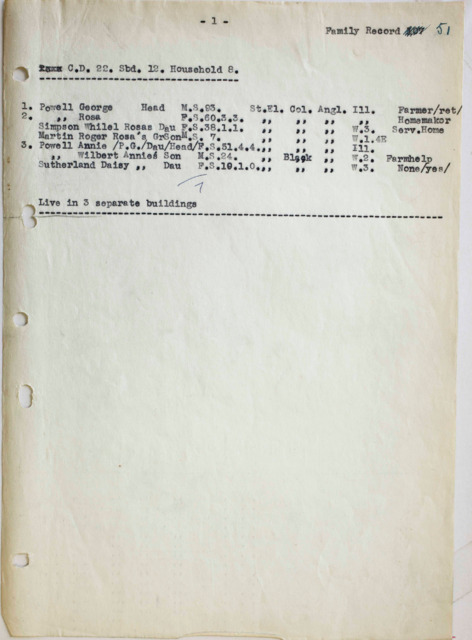 - 1 -
Family Record 51
C.D. 22. Sbd. 12. Household 8.
1. Powell George Head M.S.93. St.El. Col. Angl. Ill. Farmer/ret/
2. ,, Rosa F.S.60.3.3. ,, ,, ,, ,, Homemaker
Simpson Whilel Rosas Dau F.S.38.1.1. ,, ,, ,, W.3. Serv.Home
Martin Roger Rosa's GrSon M.S. 7. ,, ,, ,, W.1.4E
3. Powell Annie /P.G./Dau/Head/F.S.51.4.4.,, ,, ,, Ill.
,, Wilbert Annies Son M.S.24. ,, Black ,, W.2. Farmhelp
Sutherland Daisy ,, Dau F.S.19.1.0.,, ,, ,, W.3. None/yea/
Live in 3 separate buildings